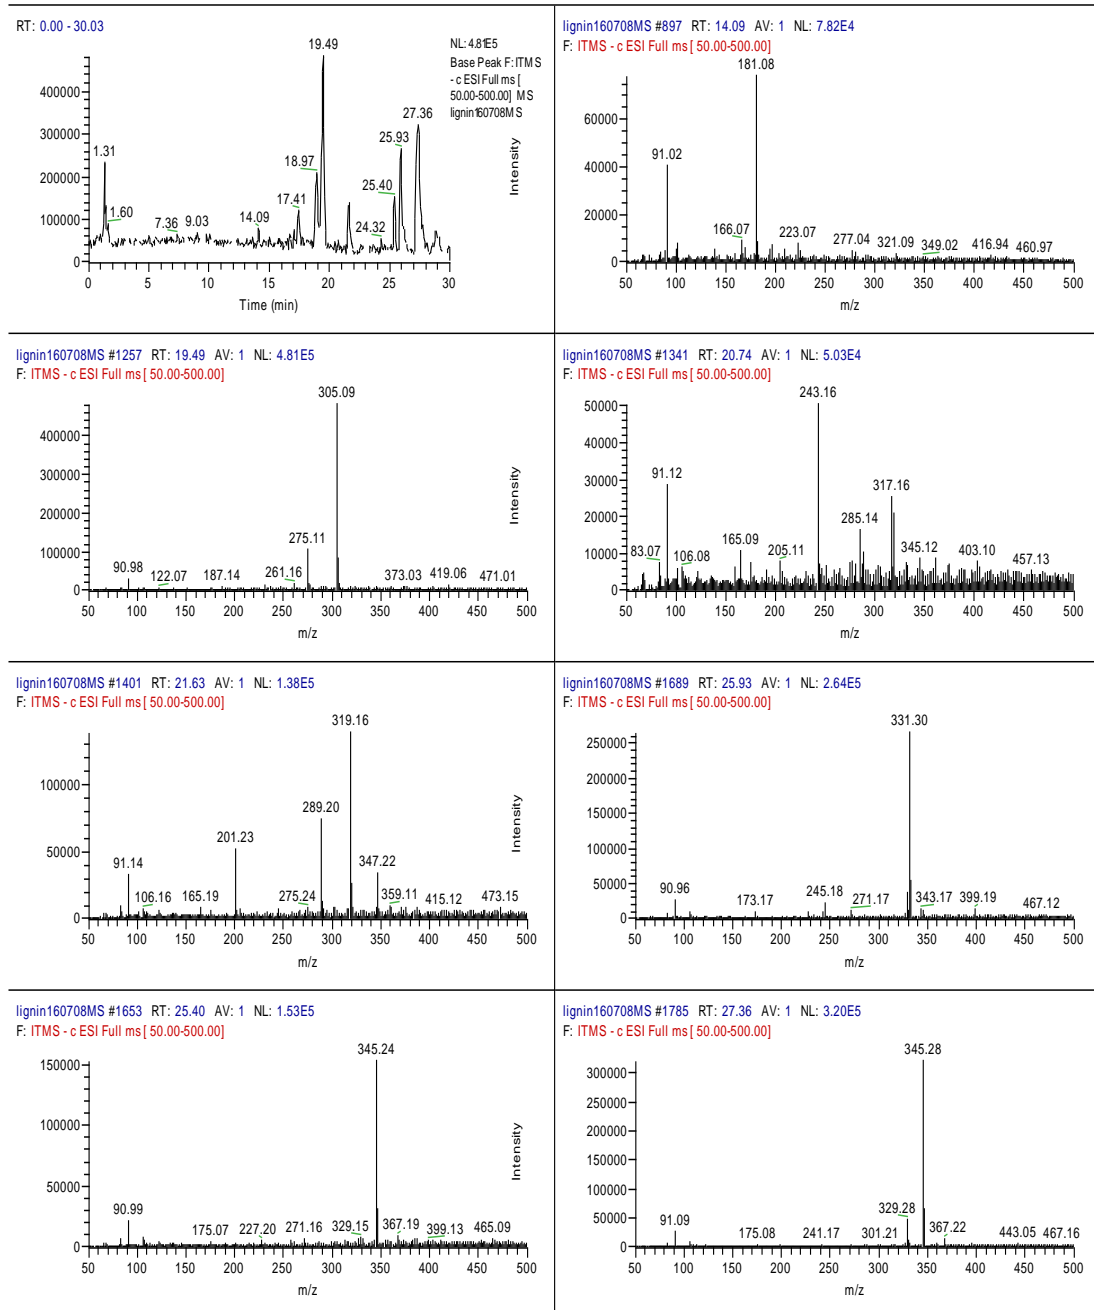 RT: 0.00 - 30.03
19.49
NL: 4.81E5
Base Peak F: ITMS
- c ESI Full ms [
50.00-500.00] MS
lignin160708MS
400000
300000
200000
100000
0
1.31
1.60
7.36
9.03
14.09
17.41
18.97
24.32
25.40
25.93
27.36
0 5 10 15 20 25 30
Time (min)
Intensity
lignin160708MS #897 RT: 14.09 AV: 1 NL: 7.82E4
F: ITMS - c ESI Full ms [ 50.00-500.00]
181.08
60000
40000
20000
0
91.02
166.07
223.07
277.04
321.09
349.02
416.94
460.97
50 100 150 200 250 300 350 400 450 500
m/z
lignin160708MS #1257 RT: 19.49 AV: 1 NL: 4.81E5
F: ITMS - c ESI Full ms [ 50.00-500.00]
305.09
400000
300000
200000
100000
0
275.11
90.98
122.07
187.14
261.16
373.03
419.06
471.01
50 100 150 200 250 300 350 400 450 500
m/z
Intensity
lignin160708MS #1341 RT: 20.74 AV: 1 NL: 5.03E4
F: ITMS - c ESI Full ms [ 50.00-500.00]
243.16
50000
40000
30000
20000
10000
0
91.12
317.16
285.14
83.07
106.08
165.09
205.11
345.12
403.10
457.13
50 100 150 200 250 300 350 400 450 500
m/z
lignin160708MS #1401 RT: 21.63 AV: 1 NL: 1.38E5
F: ITMS - c ESI Full ms [ 50.00-500.00]
319.16
100000
50000
0
289.20
201.23
91.14
347.22
106.16
165.19
275.24
359.11
415.12
473.15
50 100 150 200 250 300 350 400 450 500
m/z
Intensity
lignin160708MS #1689 RT: 25.93 AV: 1 NL: 2.64E5
F: ITMS - c ESI Full ms [ 50.00-500.00]
331.30
250000
200000
150000
100000
50000
0
90.96
173.17
245.18
271.17
343.17
399.19
467.12
50 100 150 200 250 300 350 400 450 500
m/z
lignin160708MS #1653 RT: 25.40 AV: 1 NL: 1.53E5
F: ITMS - c ESI Full ms [ 50.00-500.00]
345.24
150000
100000
50000
0
90.99
175.07
227.20
271.16
329.15
367.19
399.13
465.09
50 100 150 200 250 300 350 400 450 500
m/z
Intensity
lignin160708MS #1785 RT: 27.36 AV: 1 NL: 3.20E5
F: ITMS - c ESI Full ms [ 50.00-500.00]
345.28
300000
250000
200000
150000
100000
50000
0
91.09
175.08
241.17
301.21
329.28
367.22
443.05
467.16
50 100 150 200 250 300 350 400 450 500
m/z